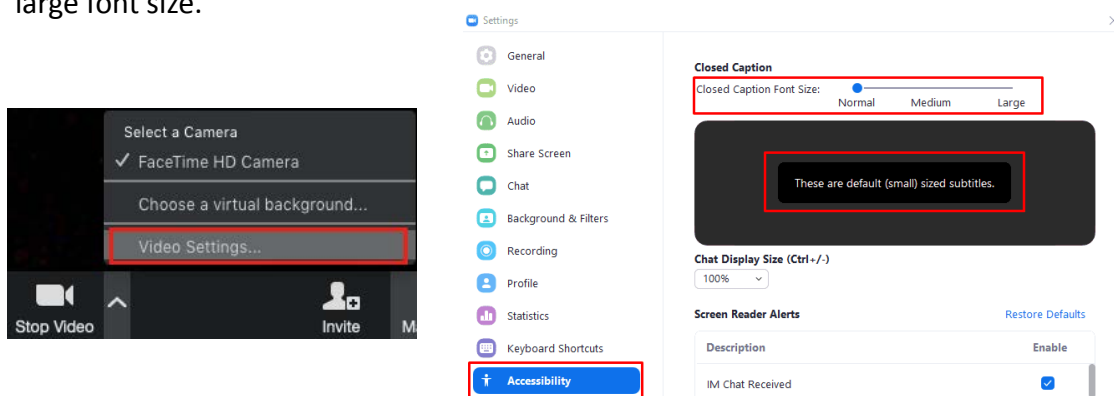 large font size.
Select a Camera
✓ FaceTime HD Camera
Choose a virtual background...
Video Settings...
Stop Video
Invite
Settings
General
Video
Audio
Share Screen
Chat
Background & Filters
Recording
Profile
Statistics
Keyboard Shortcuts
Accessibility
Closed Caption
Closed Caption Font Size:
Normal Medium Large
These are default (small) sized subtitles.
Chat Display Size (Ctrl+/-)
100%
Screen Reader Alerts Restore Defaults
Description Enable
IM Chat Received